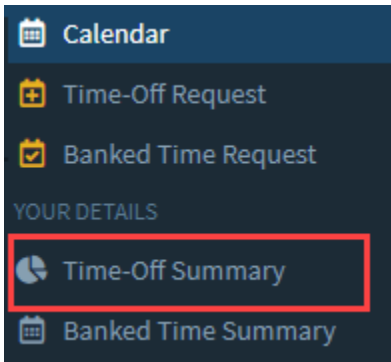 Calendar
Time-Off Request
Banked Time Request
YOUR DETAILS
Time-Off Summary
Banked Time Summary